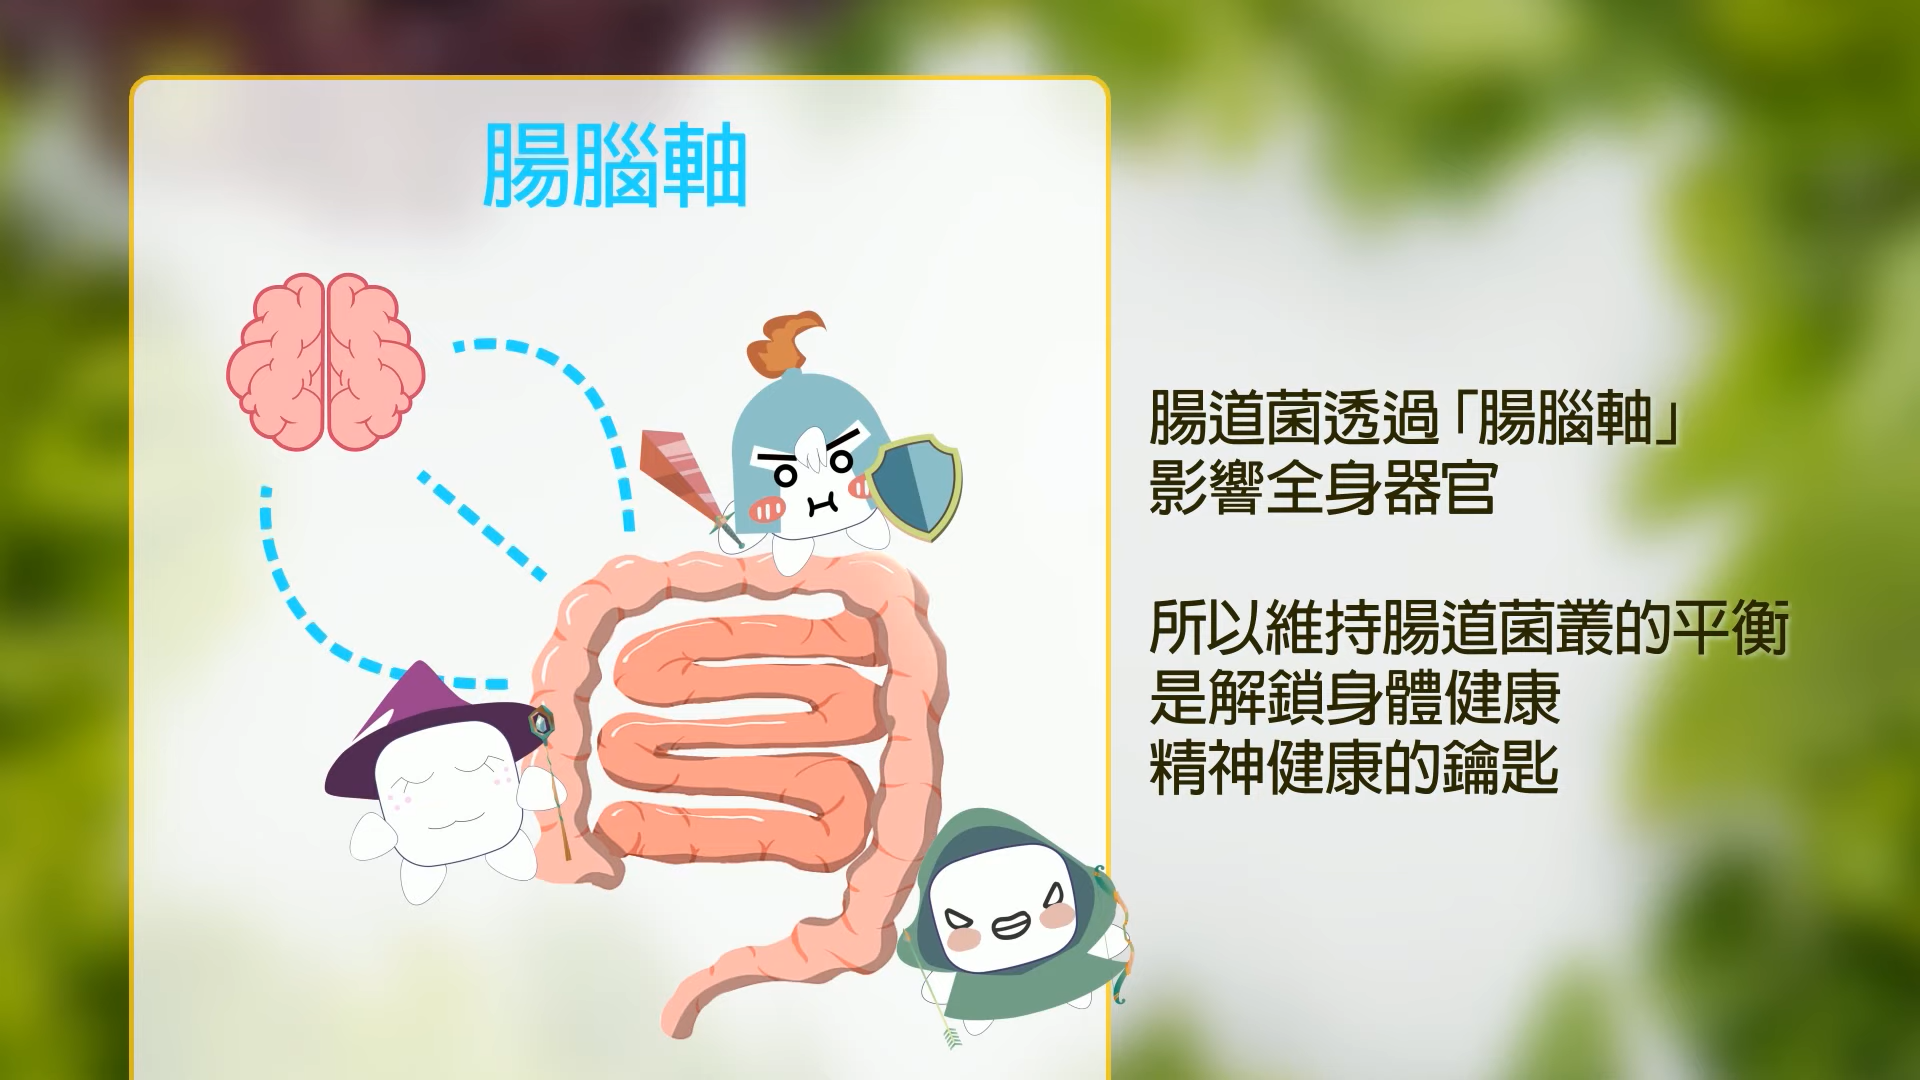 腸腦軸
腸道菌透過「腸腦軸」
影響全身器官
所以維持腸道菌叢的平衡
是解鎖身體健康
精神健康的鑰匙